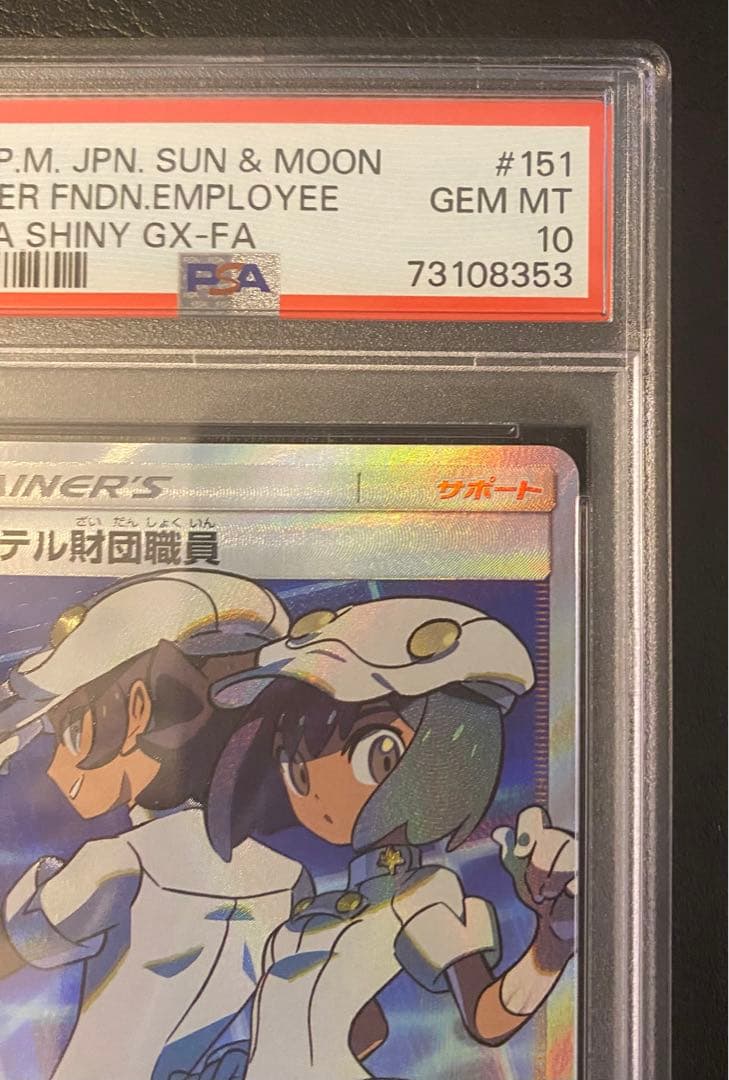 P.M. JPN. SUN & MOON #151
ER FNDN.EMPLOYEE GEM MT
A SHINY GX-FA 10
PSA 73108353
AINER'S サポート
ざい だん しょく いん
テル財団職員